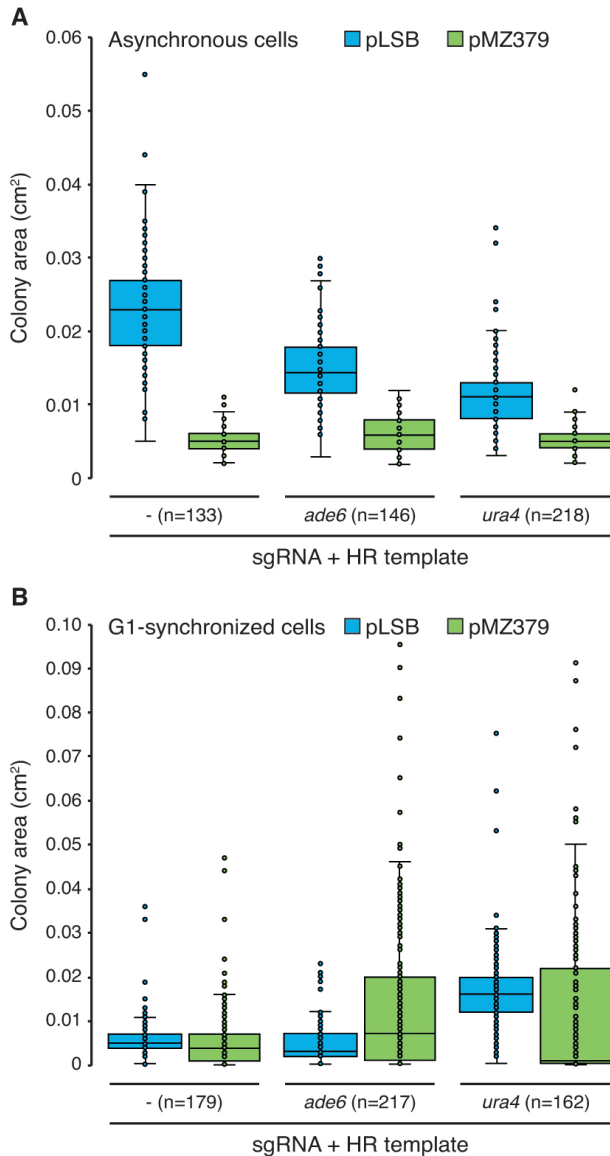 A
Asynchronous cells pLSB pMZ379
Colony area (cm²)
0.06
0.05
0.04
0.03
0.02
0.01
0
- (n=133) ade6 (n=146) ura4 (n=218)
sgRNA + HR template
B
G1-synchronized cells pLSB pMZ379
Colony area (cm²)
0.10
0.09
0.08
0.07
0.06
0.05
0.04
0.03
0.02
0.01
0
- (n=179) ade6 (n=217) ura4 (n=162)
sgRNA + HR template